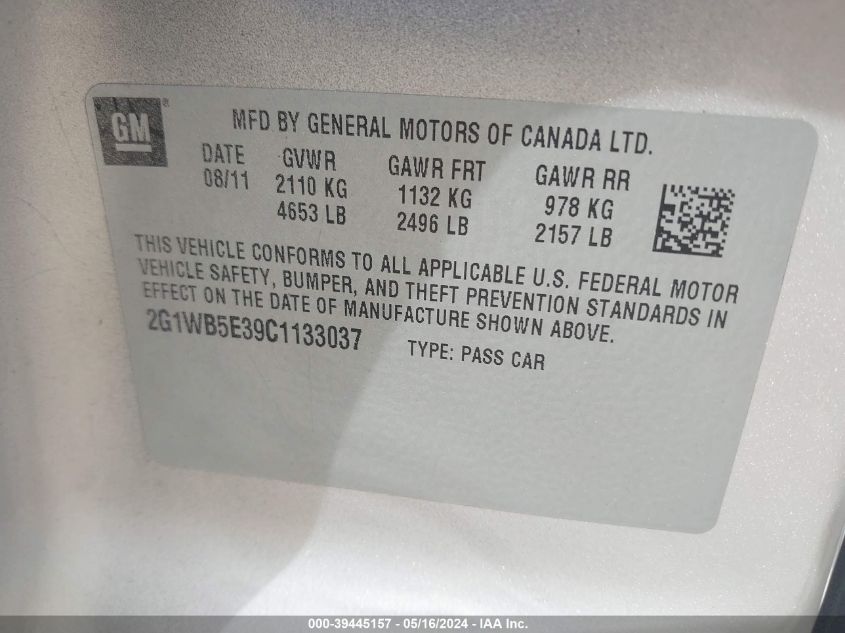 GM ®
MFD BY GENERAL MOTORS OF CANADA LTD.
DATE GVWR GAWR FRT GAWR RR
08/11 2110 KG 1132 KG 978 KG
4653 LB 2496 LB 2157 LB
THIS VEHICLE CONFORMS TO ALL APPLICABLE U.S. FEDERAL MOTOR
VEHICLE SAFETY, BUMPER, AND THEFT PREVENTION STANDARDS IN
EFFECT ON THE DATE OF MANUFACTURE SHOWN ABOVE.
2G1WB5E39C1133037 TYPE: PASS CAR
000-39445157 - 05/16/2024 - IAA Inc.